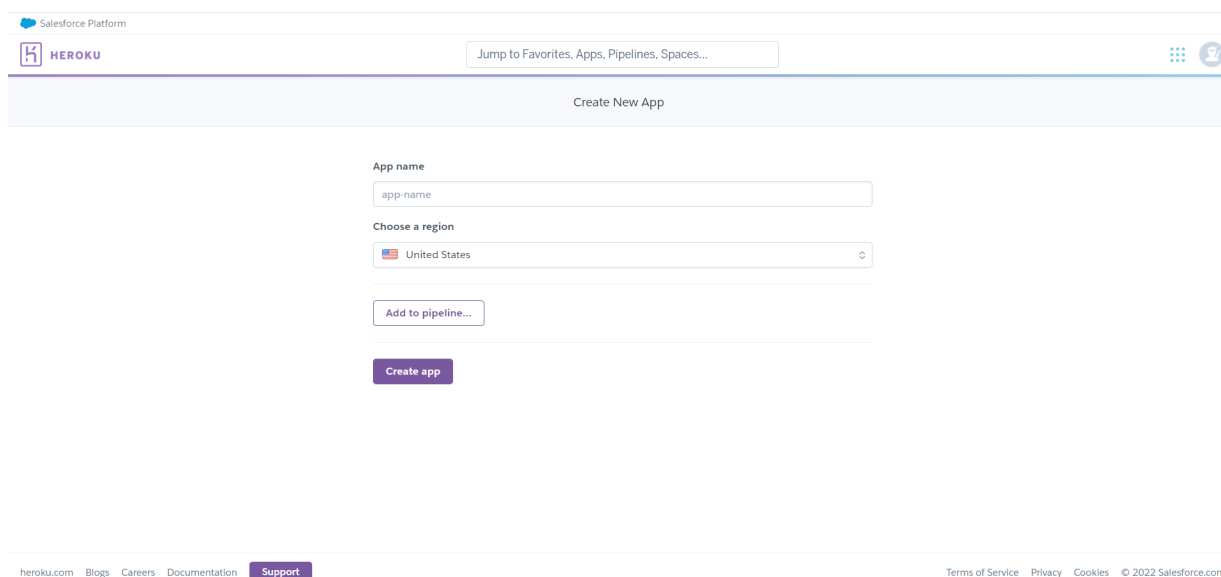 Salesforce Platform
HEROKU
Jump to Favorites, Apps, Pipelines, Spaces...
Create New App
App name
app-name
Choose a region
United States
Add to pipeline...
Create app
heroku.com Blogs Careers Documentation Support
Terms of Service Privacy Cookies © 2022 Salesforce.com